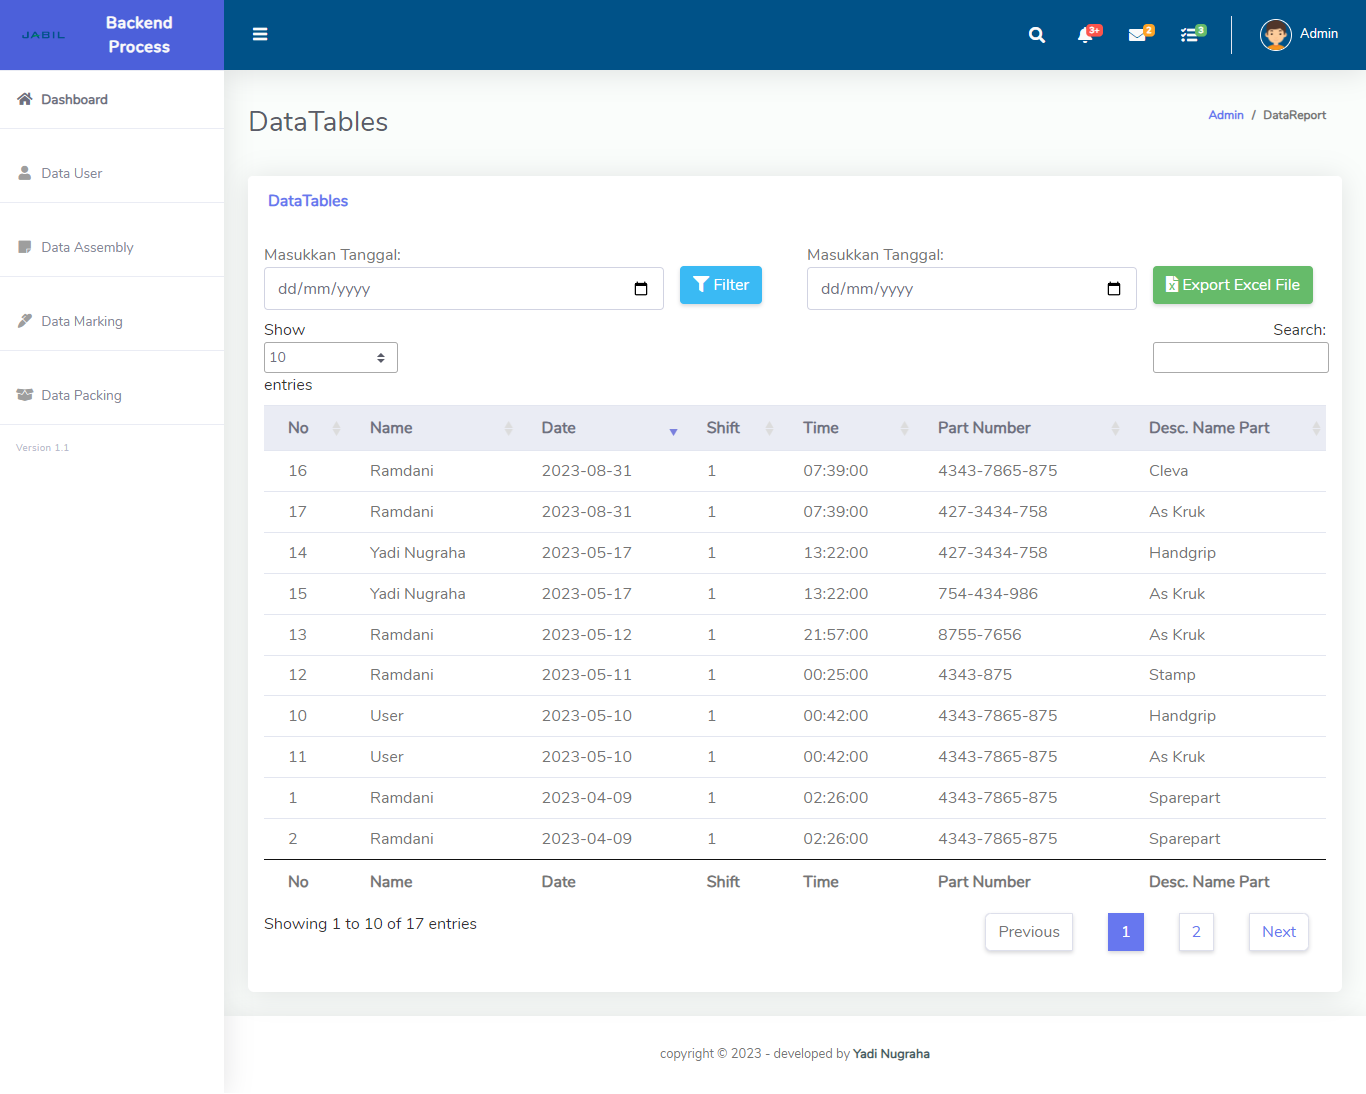 JABIL
Backend
Process
3+
2
3
Admin
Dashboard
Data User
Data Assembly
Data Marking
Data Packing
Version 1.1
DataTables
Admin / DataReport
DataTables
Masukkan Tanggal:
Masukkan Tanggal:
dd/mm/yyyy
Filter
dd/mm/yyyy
Export Excel File
Show
Search:
10
entries
No Name Date Shift Time Part Number Desc. Name Part
16 Ramdani 2023-08-31 1 07:39:00 4343-7865-875 Cleva
17 Ramdani 2023-08-31 1 07:39:00 427-3434-758 As Kruk
14 Yadi Nugraha 2023-05-17 1 13:22:00 427-3434-758 Handgrip
15 Yadi Nugraha 2023-05-17 1 13:22:00 754-434-986 As Kruk
13 Ramdani 2023-05-12 1 21:57:00 8755-7656 As Kruk
12 Ramdani 2023-05-11 1 00:25:00 4343-875 Stamp
10 User 2023-05-10 1 00:42:00 4343-7865-875 Handgrip
11 User 2023-05-10 1 00:42:00 4343-7865-875 As Kruk
1 Ramdani 2023-04-09 1 02:26:00 4343-7865-875 Sparepart
2 Ramdani 2023-04-09 1 02:26:00 4343-7865-875 Sparepart
No Name Date Shift Time Part Number Desc. Name Part
Showing 1 to 10 of 17 entries
Previous 1 2 Next
copyright © 2023 - developed by Yadi Nugraha